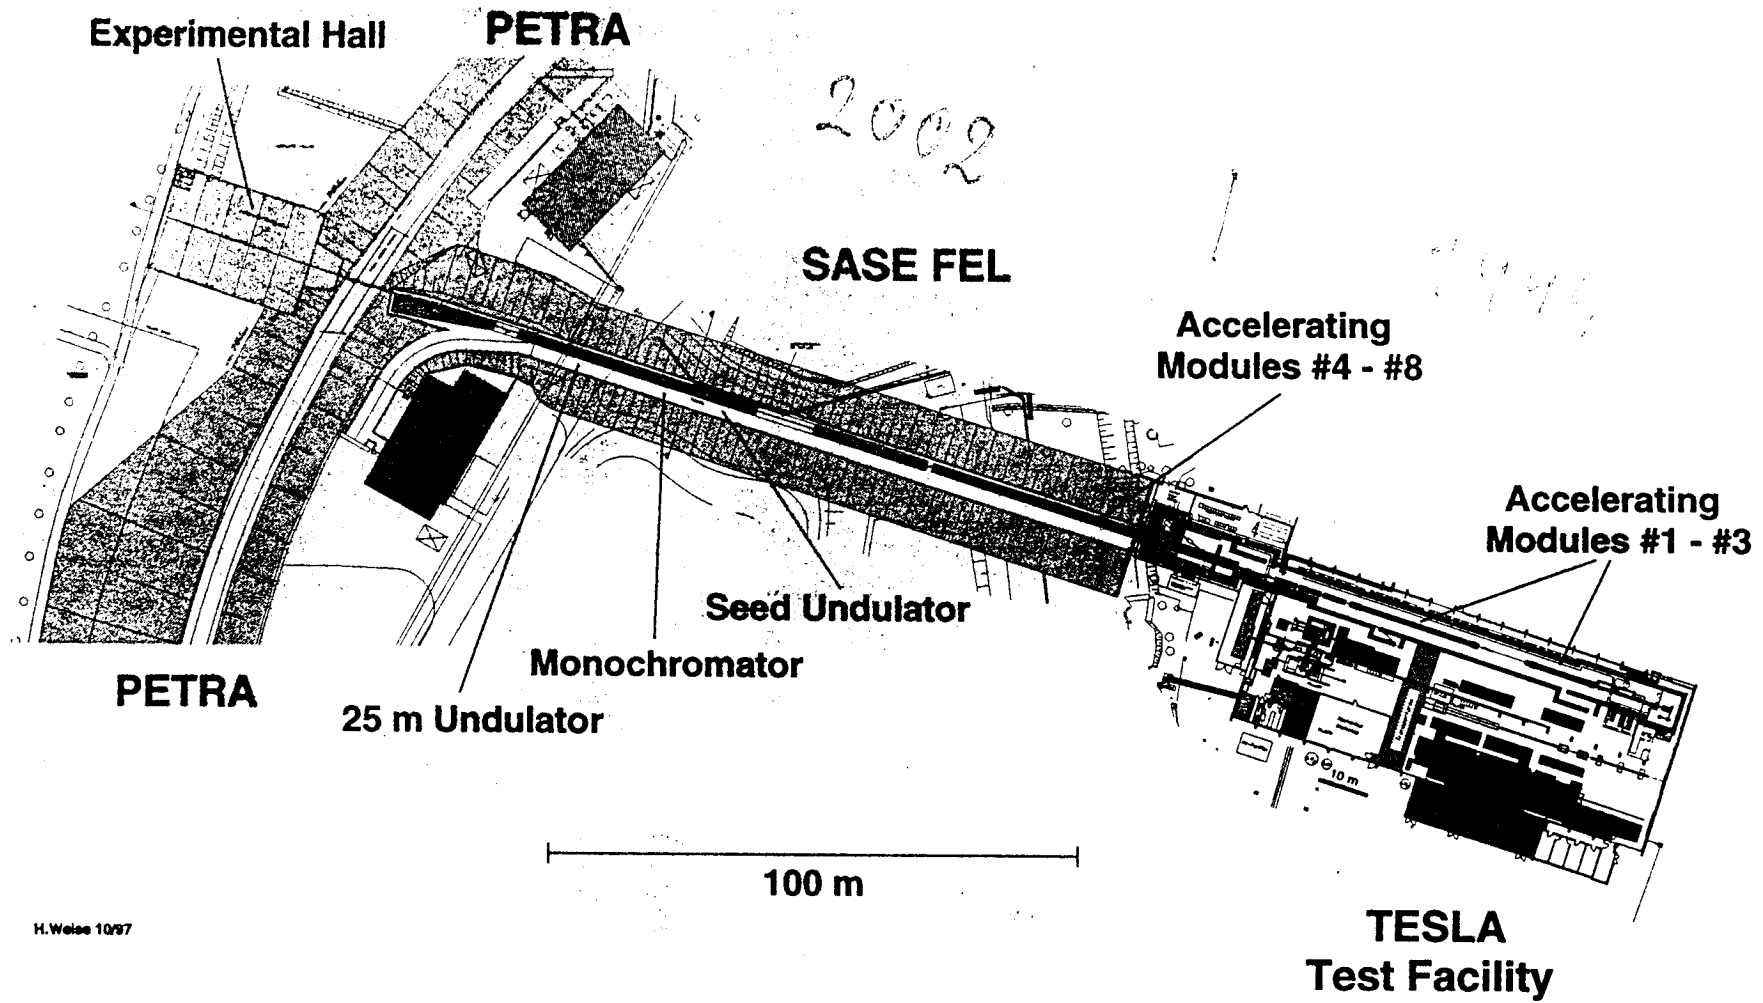 Experimental Hall
PETRA
2002
SASE FEL
Accelerating
Modules #4 - #8
Accelerating
Modules #1 - #3
Seed Undulator
Monochromator
PETRA
25 m Undulator
10 m
100 m
H.Weise 10/97
TESLA
Test Facility